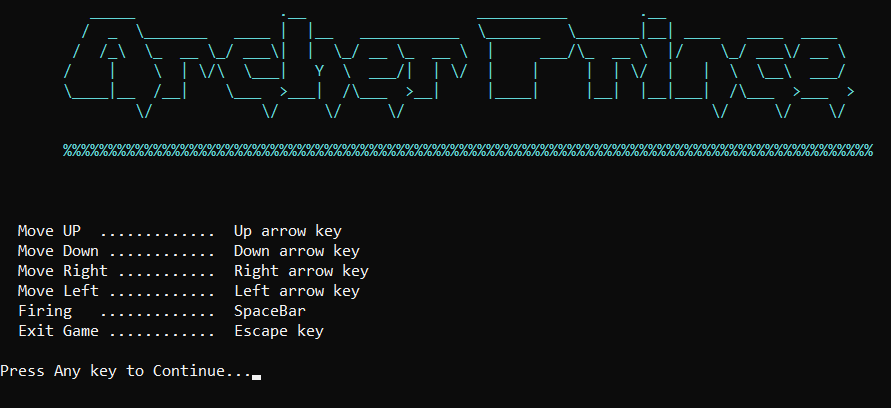 Archer Prince
%%%%%%%%%%%%%%%%%%%%%%%%%%%%%%%%%%%%%%%%%%%%%%%%%%%%%%%%%%%%%%%%%%%%%%%%%%%%%%%%%%%%%%%%%%%%
Move UP  .............  Up arrow key
Move Down ............  Down arrow key
Move Right ...........  Right arrow key
Move Left ............  Left arrow key
Firing   .............  SpaceBar
Exit Game ............  Escape key
Press Any key to Continue...